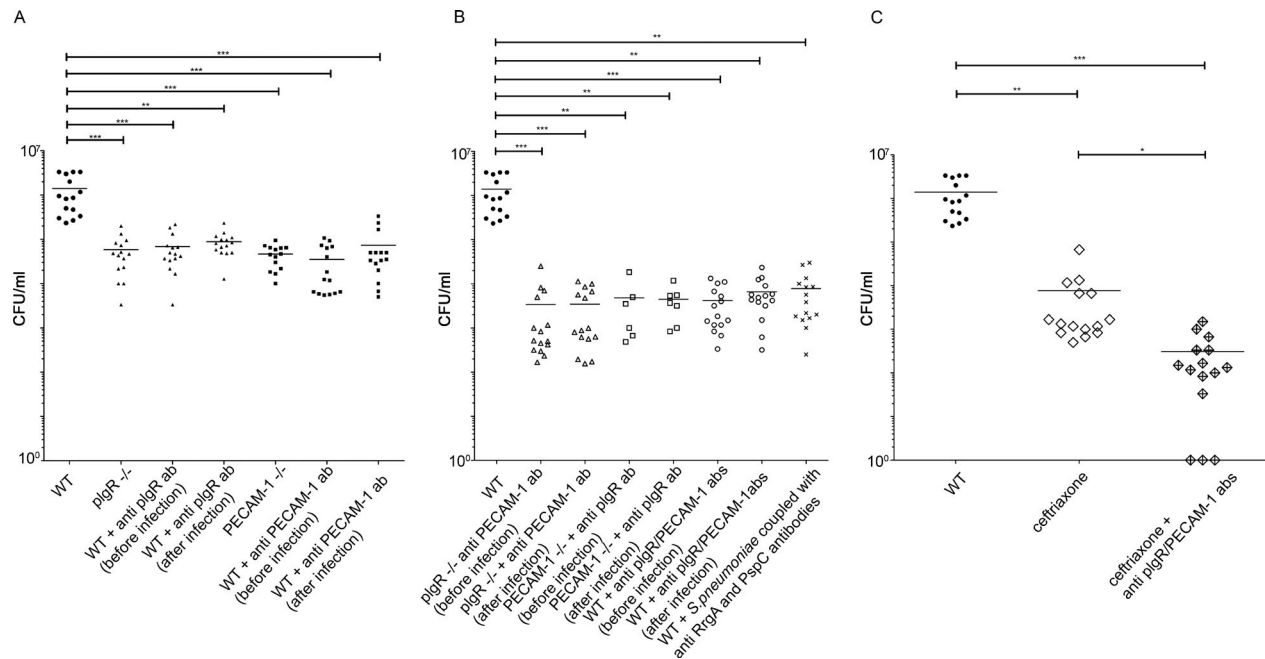 A
***
***
***
**
***
***
10⁷
CFU/ml
10⁰
WT
pIgR -/-
WT + anti pIgR ab
(before infection)
WT + anti pIgR ab
(after infection)
PECAM-1 -/-
WT + anti PECAM-1 ab
(before infection)
WT + anti PECAM-1 ab
(after infection)
B
**
**
***
**
**
***
***
10⁷
CFU/ml
10⁰
WT
pIgR -/- anti PECAM-1 ab
(before infection)
pIgR -/- + anti PECAM-1 ab
(after infection)
PECAM-1 -/- + anti pIgR ab
(before infection)
PECAM-1 -/- + anti pIgR ab
(after infection)
WT + anti pIgR/PECAM-1 abs
(before infection)
WT + anti pIgR/PECAM-1abs
(after infection)
WT + S.pneumoniae coupled with
anti RrgA and PspC antibodies
C
***
**
*
10⁷
CFU/ml
10⁰
WT
ceftriaxone
ceftriaxone +
anti pIgR/PECAM-1 abs